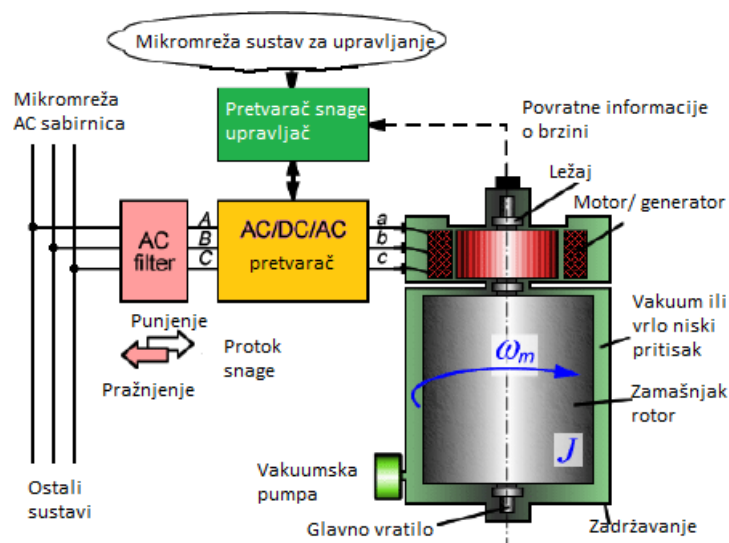 Mikromreža sustav za upravljanje
Mikromreža
AC sabirnica
Pretvarač snage
upravljač
Povratne informacije
o brzini
Ležaj
Motor/ generator
A
B
C
AC
filter
AC/DC/AC
pretvarač
a
b
c
Vakuum ili
vrlo niski
pritisak
Punjenje
Pražnjenje
Protok
snage
ωm
Zamašnjak
rotor
J
Vakuumska
pumpa
Ostali
sustavi
Glavno vratilo
Zadržavanje